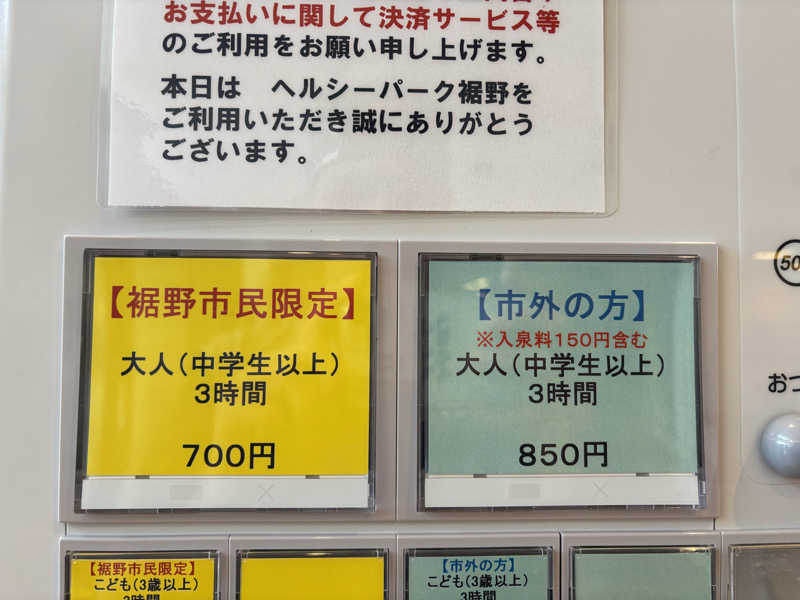 お支払いに関して決済サービス等
のご利用をお願い申し上げます。
本日は　ヘルシーパーク裾野を
ご利用いただき誠にありがとう
ございます。
【裾野市民限定】
大人(中学生以上)
3時間
700円
【市外の方】
※入泉料150円含む
大人(中学生以上)
3時間
850円
50
おつ
【裾野市民限定】
こども(3歳以上)
3時間
【市外の方】
こども(3歳以上)
3時間